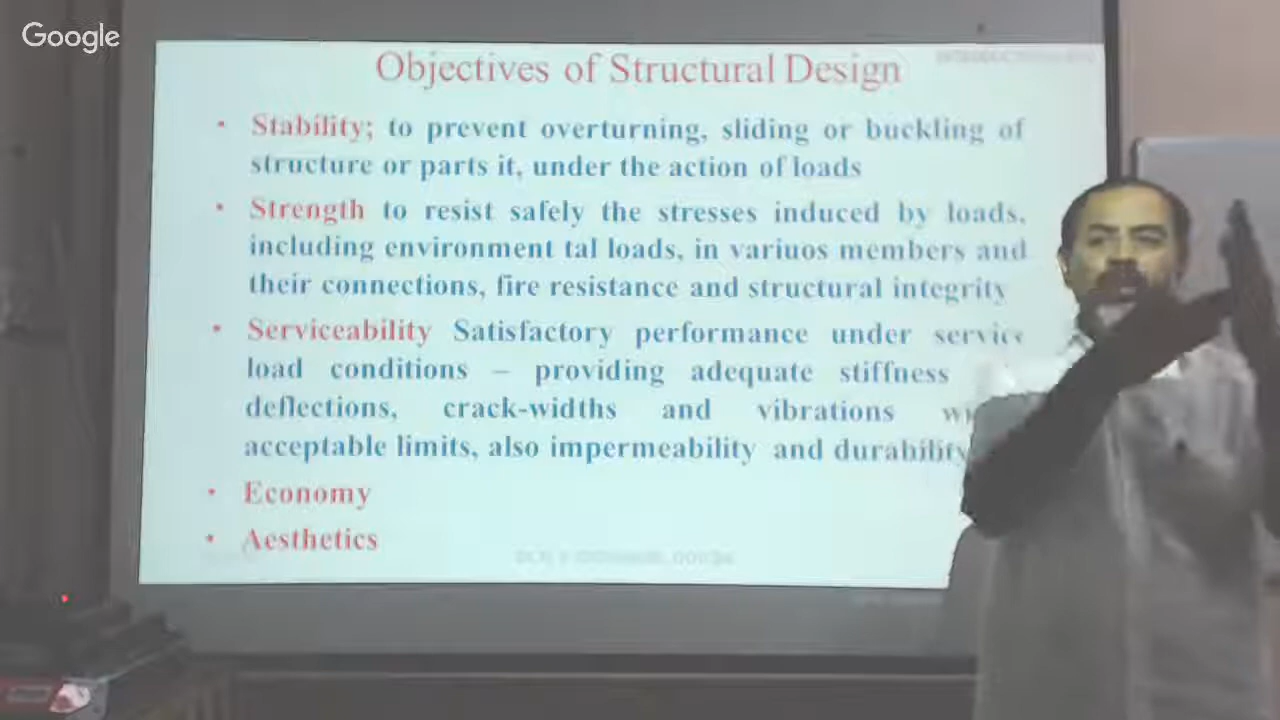 Google
Objectives of Structural Design
• Stability; to prevent overturning, sliding or buckling of
structure or parts it, under the action of loads
• Strength to resist safely the stresses induced by loads,
including environment tal loads, in variuos members and
their connections, fire resistance and structural integrity
• Serviceability Satisfactory performance under service
load conditions – providing adequate stiffness
deflections, crack-widths and vibrations
acceptable limits, also impermeability and durability
• Economy
• Aesthetics